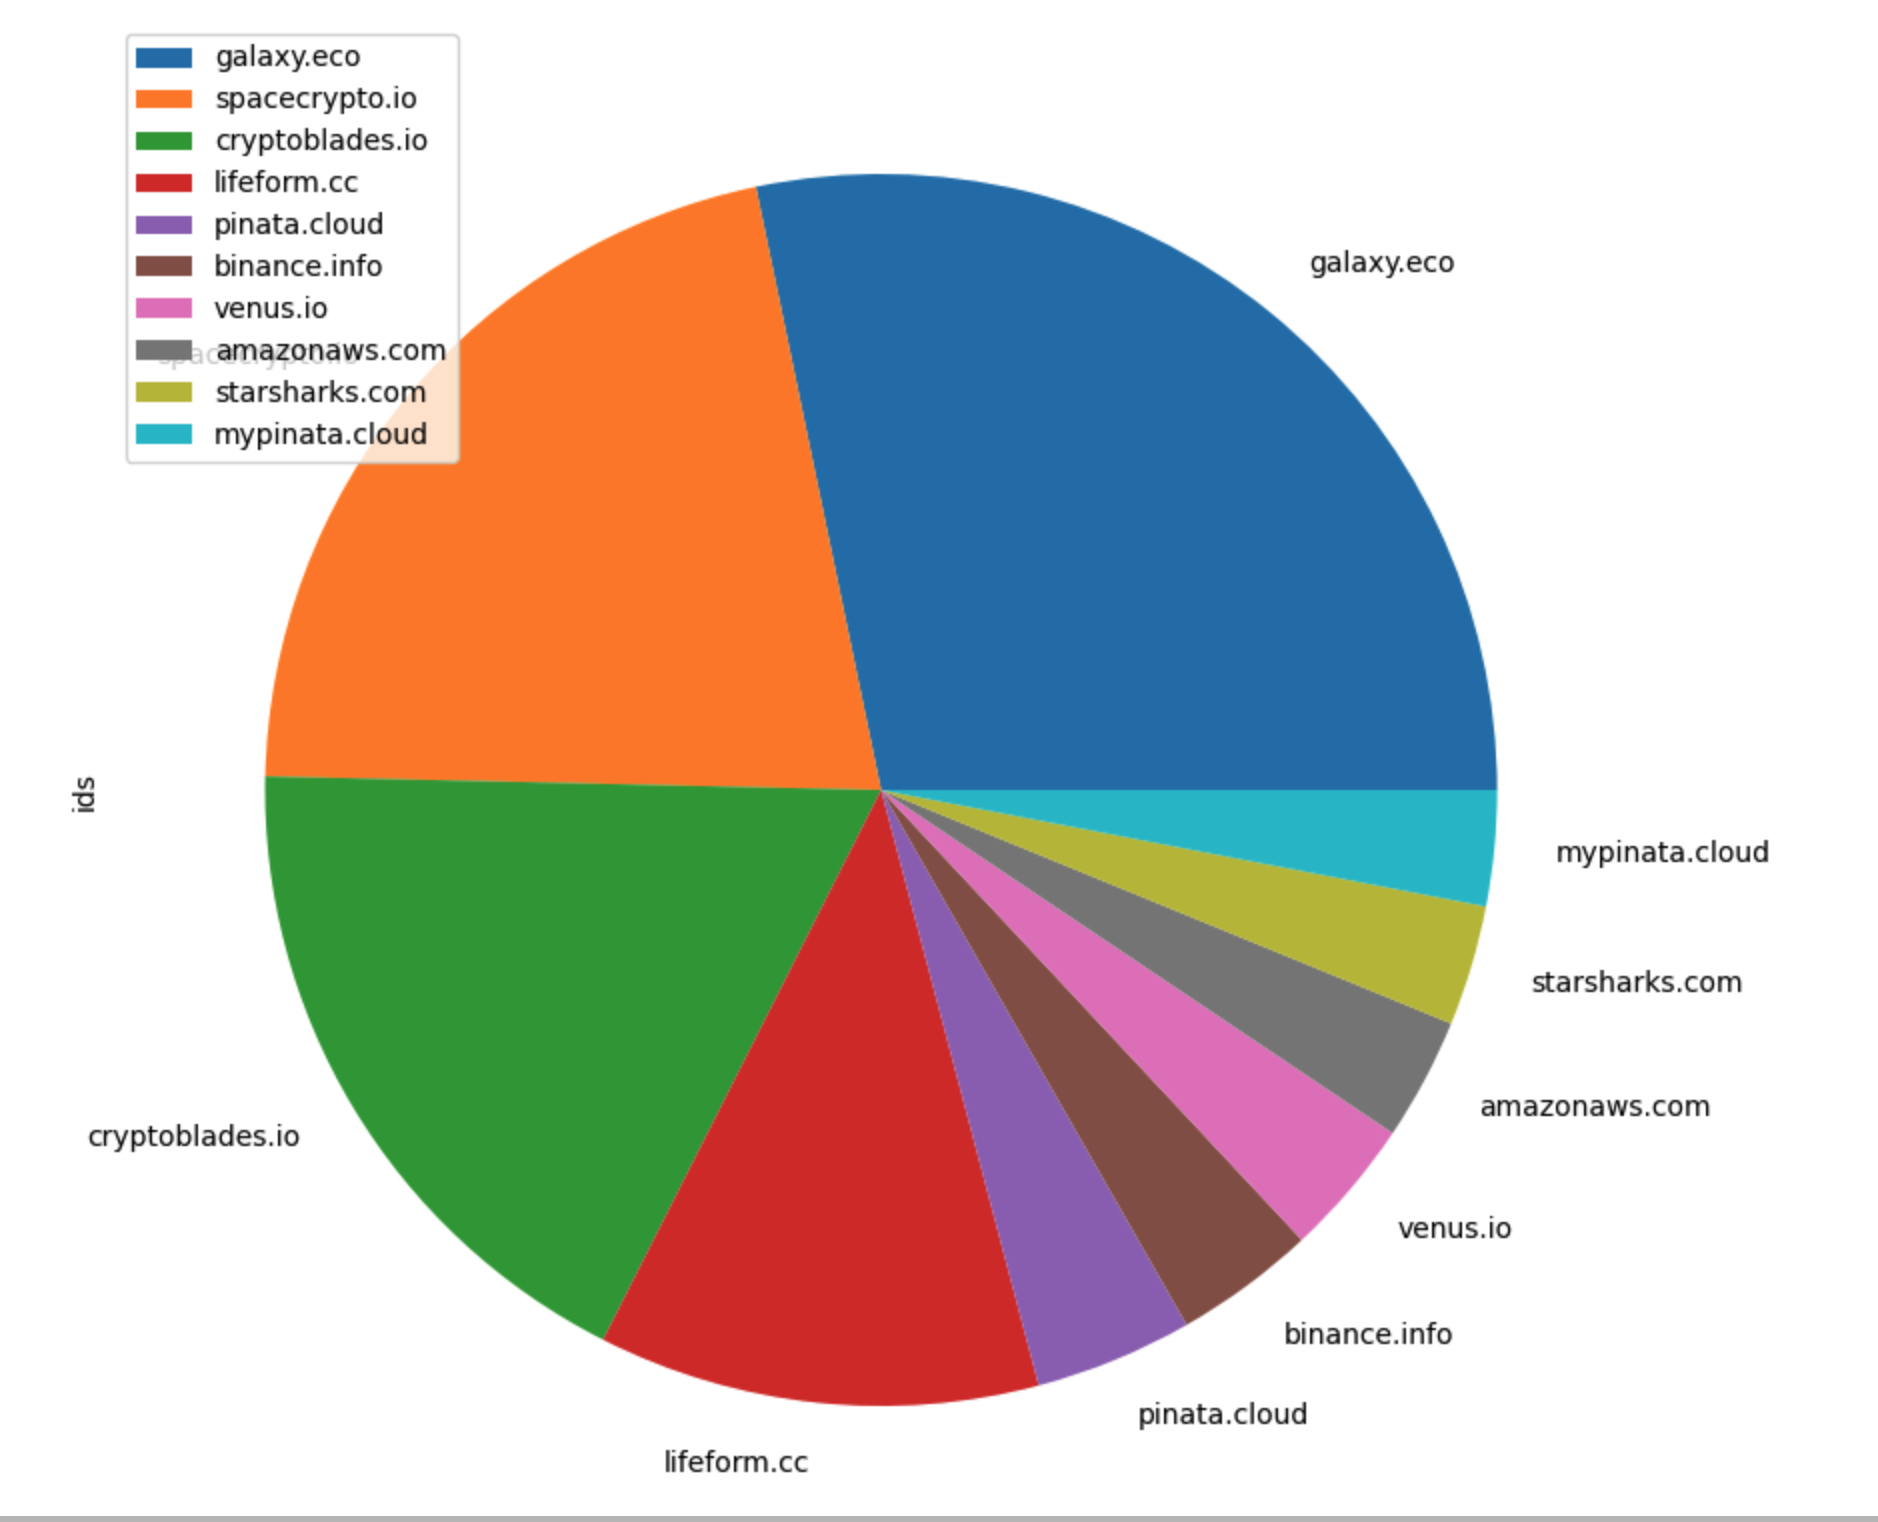 galaxy.eco
spacecrypto.io
cryptoblades.io
lifeform.cc
pinata.cloud
binance.info
venus.io
amazonaws.com
starsharks.com
mypinata.cloud
galaxy.eco
spacecrypto.io
ids
mypinata.cloud
starsharks.com
amazonaws.com
cryptoblades.io
venus.io
binance.info
pinata.cloud
lifeform.cc